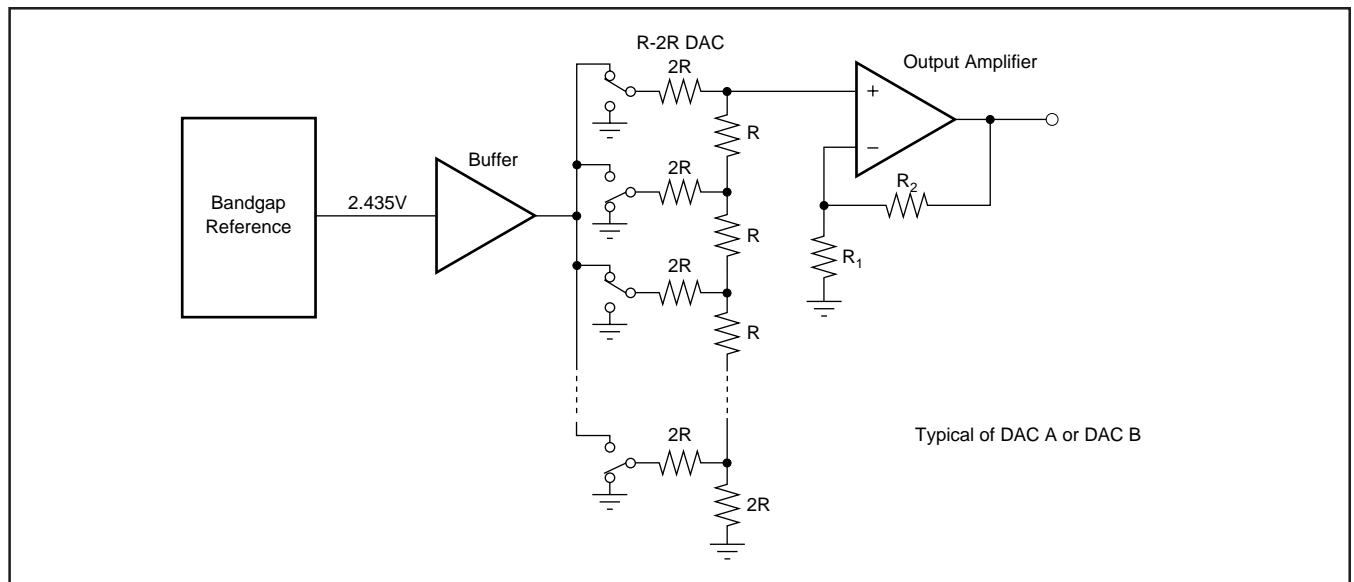 R-2R DAC
2R
Output Amplifier
+
–
R
Buffer
2R
R2
Bandgap
Reference
2.435V
R
R1
2R
R
2R
Typical of DAC A or DAC B
2R